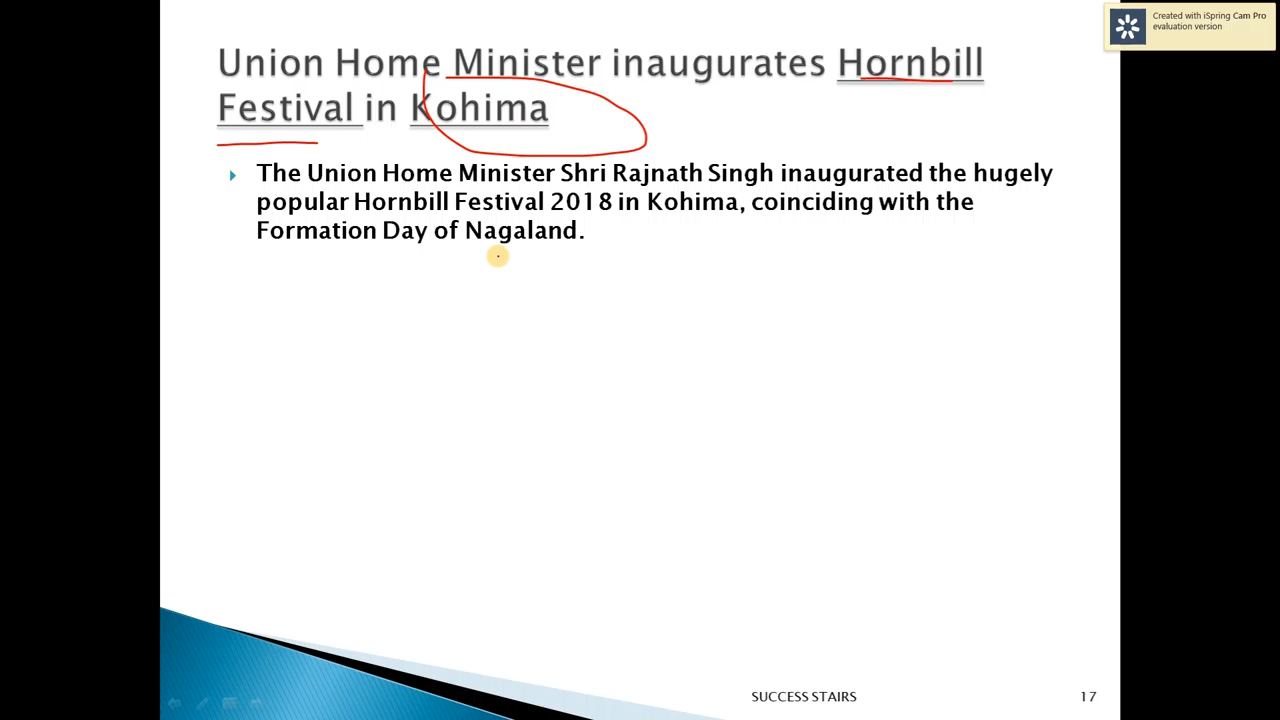 Created with iSpring Cam Pro
evaluation version
Union Home Minister inaugurates Hornbill
Festival in Kohima
The Union Home Minister Shri Rajnath Singh inaugurated the hugely
popular Hornbill Festival 2018 in Kohima, coinciding with the
Formation Day of Nagaland.
SUCCESS STAIRS
17